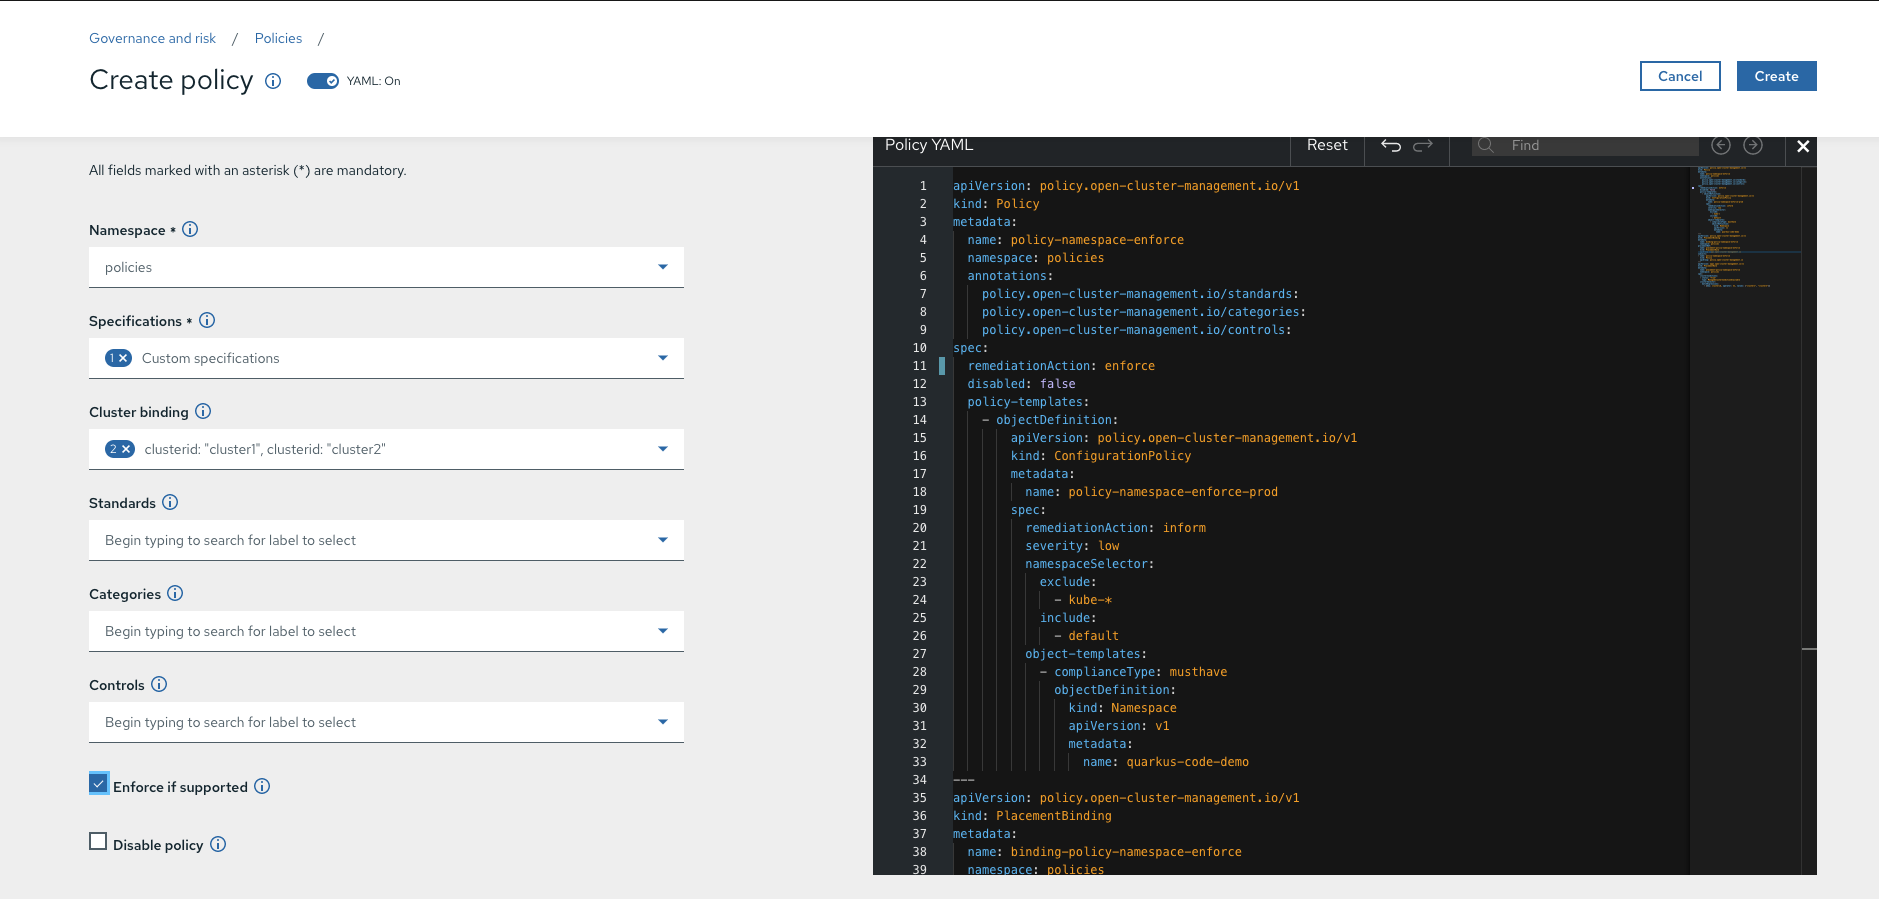 Governance and risk / Policies /
Create policy YAML: On
Cancel Create
All fields marked with an asterisk (*) are mandatory.
Namespace *
policies
Specifications *
1 Custom specifications
Cluster binding
2 clusterid: "cluster1", clusterid: "cluster2"
Standards
Begin typing to search for label to select
Categories
Begin typing to search for label to select
Controls
Begin typing to search for label to select
Enforce if supported
Disable policy
Policy YAML Reset Find
1 apiVersion: policy.open-cluster-management.io/v1
2 kind: Policy
3 metadata:
4 name: policy-namespace-enforce
5 namespace: policies
6 annotations:
7 policy.open-cluster-management.io/standards:
8 policy.open-cluster-management.io/categories:
9 policy.open-cluster-management.io/controls:
10 spec:
11 remediationAction: enforce
12 disabled: false
13 policy-templates:
14 - objectDefinition:
15 apiVersion: policy.open-cluster-management.io/v1
16 kind: ConfigurationPolicy
17 metadata:
18 name: policy-namespace-enforce-prod
19 spec:
20 remediationAction: inform
21 severity: low
22 namespaceSelector:
23 exclude:
24 - kube-*
25 include:
26 - default
27 object-templates:
28 - complianceType: musthave
29 objectDefinition:
30 kind: Namespace
31 apiVersion: v1
32 metadata:
33 name: quarkus-code-demo
34 ---
35 apiVersion: policy.open-cluster-management.io/v1
36 kind: PlacementBinding
37 metadata:
38 name: binding-policy-namespace-enforce
39 namespace: policies